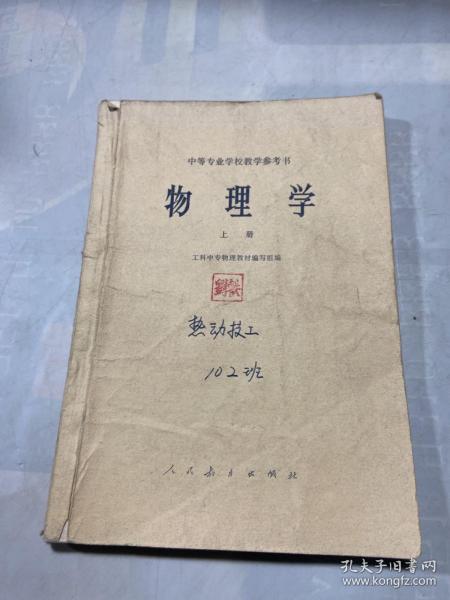 中等专业学校教学参考书
物理学
上册
工科中专物理教材编写组编
热动技工
102班
人民教育出版社
孔夫子旧书网
www.kongfz.com